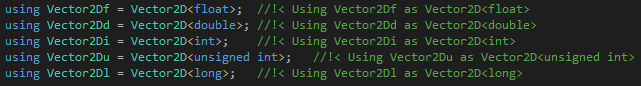 using Vector2Df = Vector2D<float>;  //!< Using Vector2Df as Vector2D<float>
using Vector2Dd = Vector2D<double>; //!< Using Vector2Dd as Vector2D<double>
using Vector2Di = Vector2D<int>;    //!< Using Vector2Di as Vector2D<int>
using Vector2Du = Vector2D<unsigned int>;   //!< Using Vector2Du as Vector2D<unsigned int>
using Vector2Dl = Vector2D<long>;   //!< Using Vector2Dl as Vector2D<long>